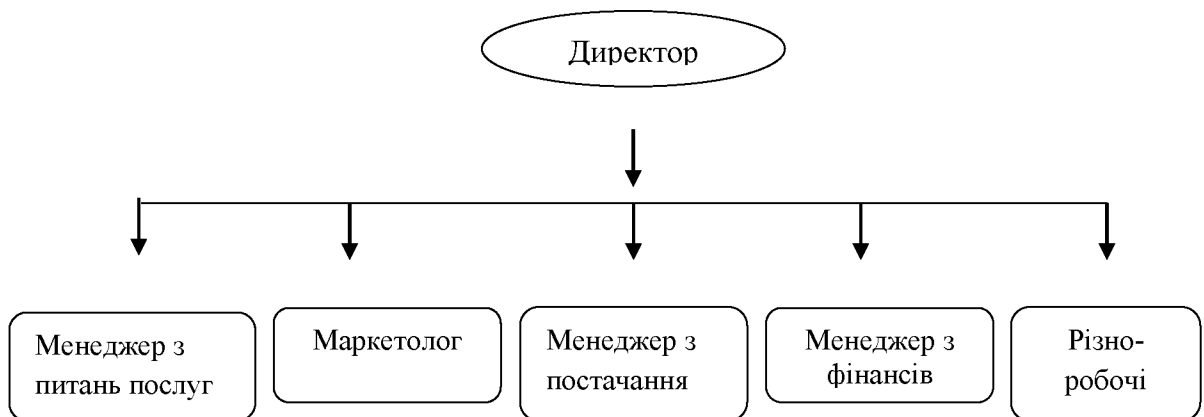 Директор
Менеджер з
питань послуг
Маркетолог
Менеджер з
постачання
Менеджер з
фінансів
Різно-
робочі